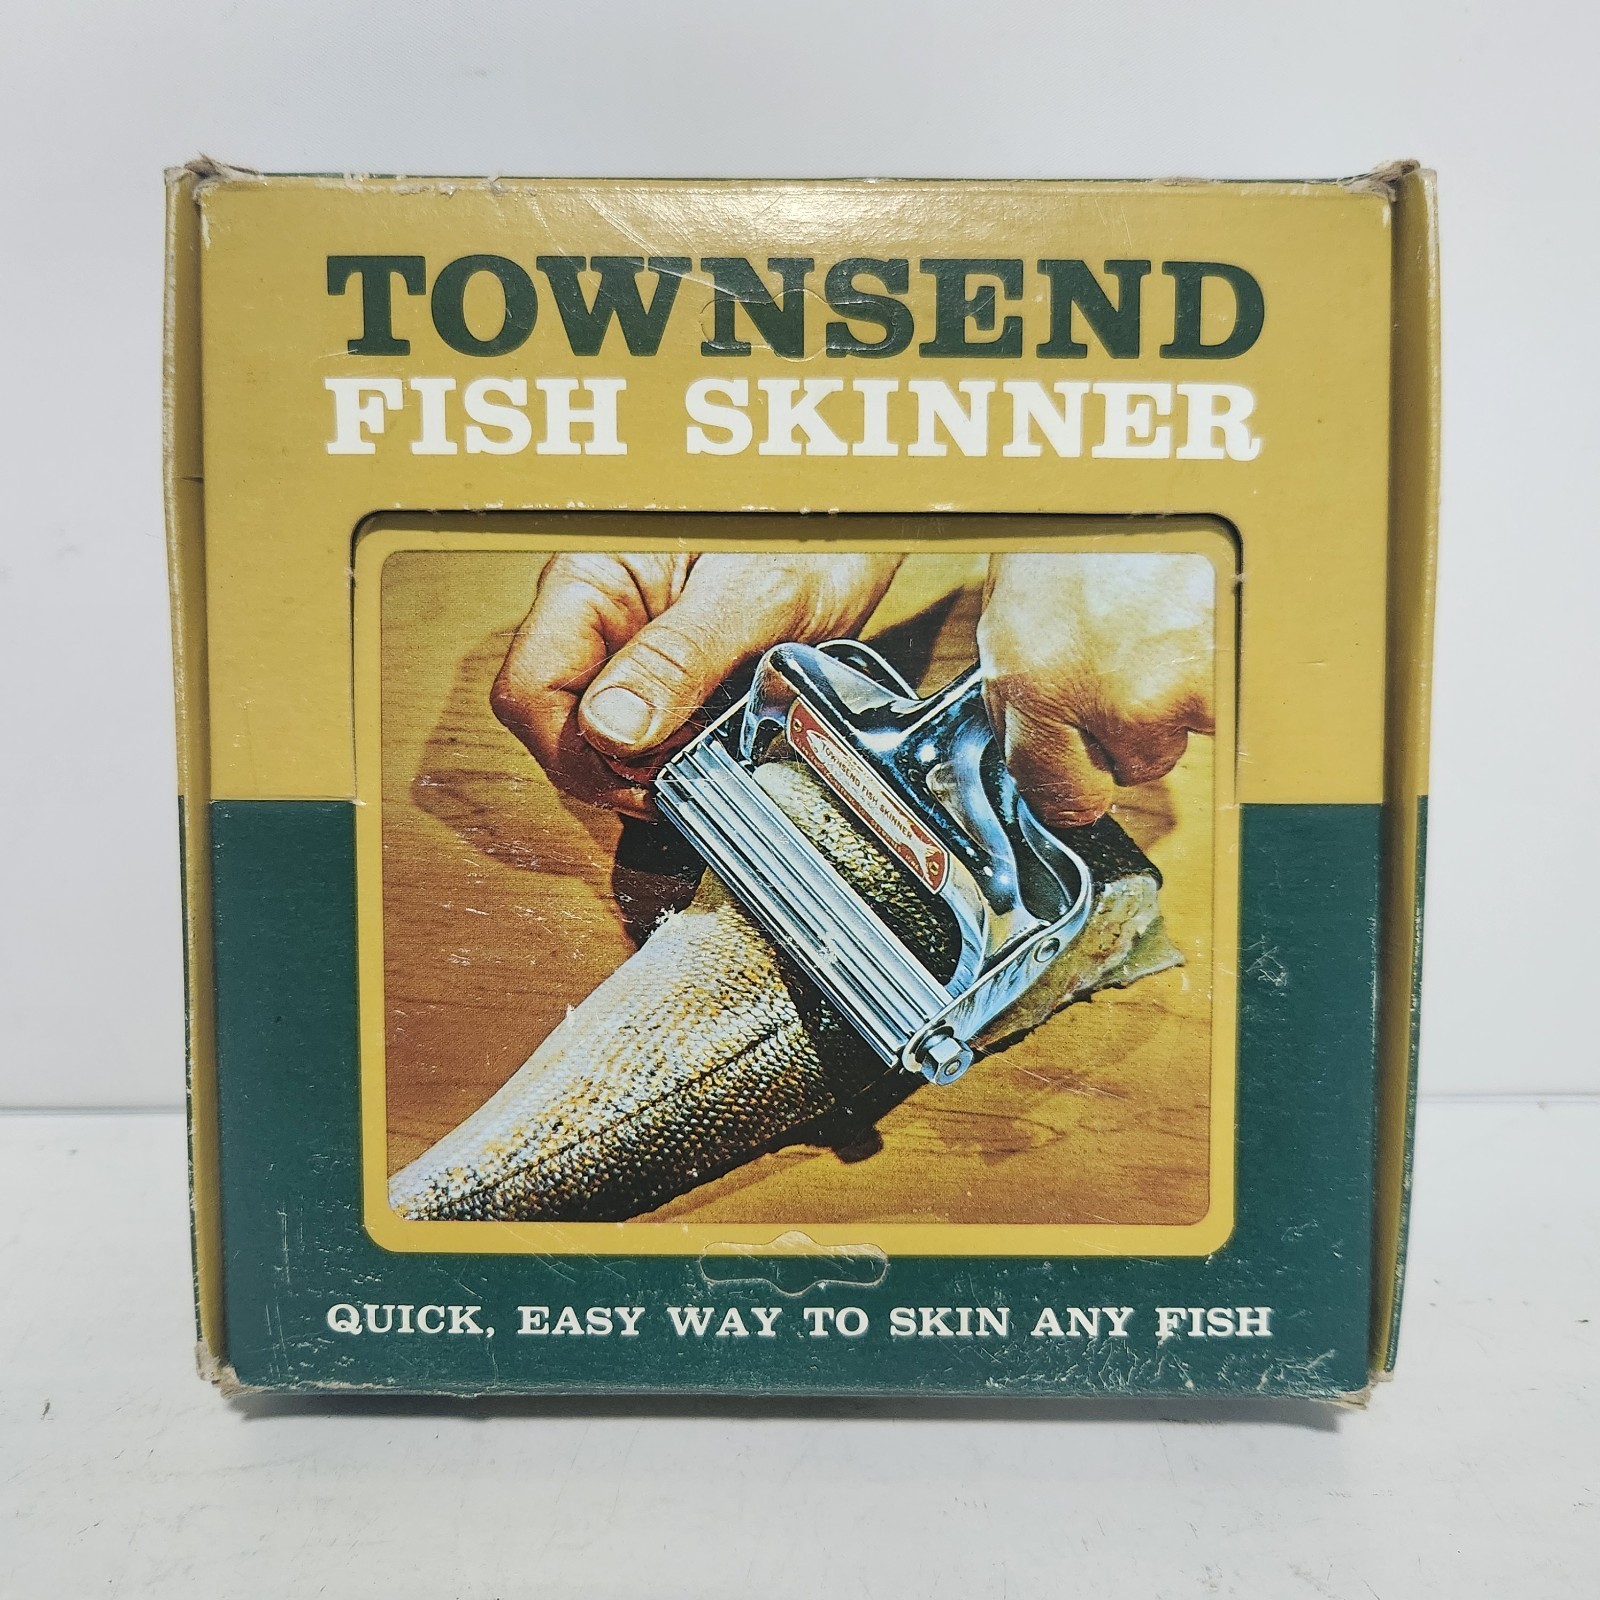 TOWNSEND
FISH SKINNER
TOWNSEND FISH SKINNER
QUICK, EASY WAY TO SKIN ANY FISH